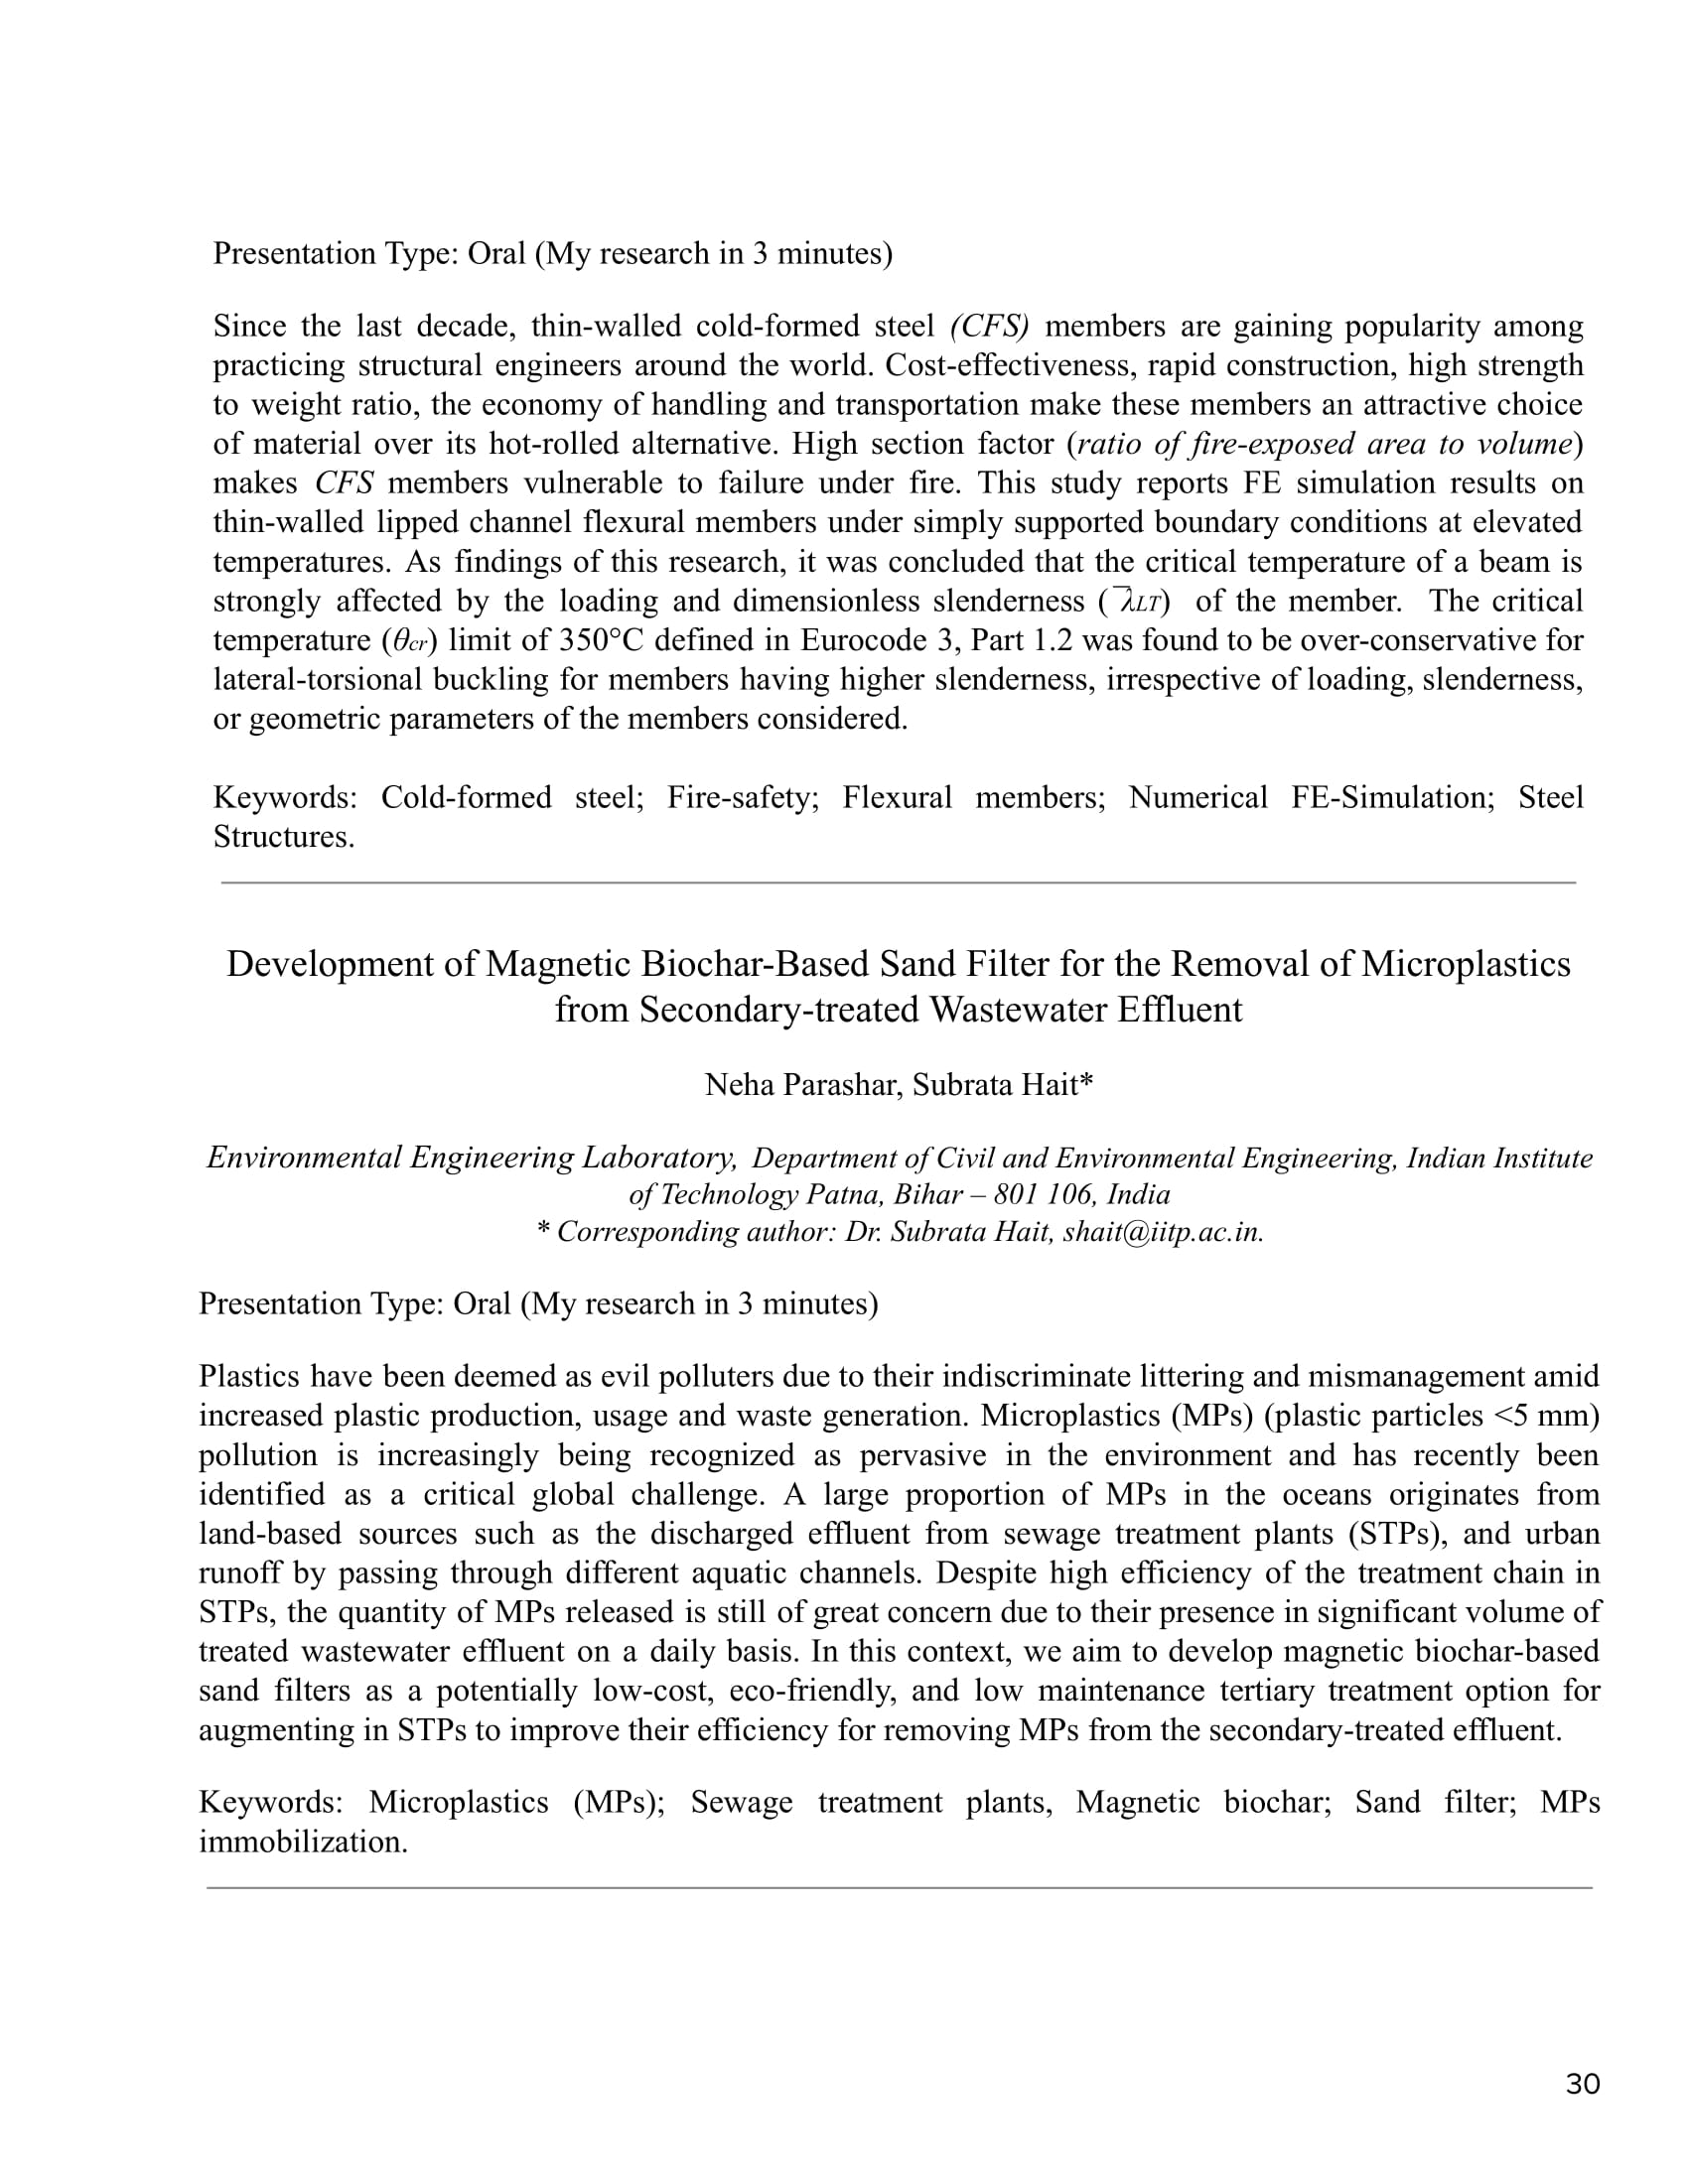 Presentation Type: Oral (My research in 3 minutes)
Since the last decade, thin-walled cold-formed steel (CFS) members are gaining popularity among
practicing structural engineers around the world. Cost-effectiveness, rapid construction, high strength
to weight ratio, the economy of handling and transportation make these members an attractive choice
of material over its hot-rolled alternative. High section factor (ratio of fire-exposed area to volume)
makes CFS members vulnerable to failure under fire. This study reports FE simulation results on
thin-walled lipped channel flexural members under simply supported boundary conditions at elevated
temperatures. As findings of this research, it was concluded that the critical temperature of a beam is
strongly affected by the loading and dimensionless slenderness ( λ̅LT) of the member. The critical
temperature (θcr) limit of 350°C defined in Eurocode 3, Part 1.2 was found to be over-conservative for
lateral-torsional buckling for members having higher slenderness, irrespective of loading, slenderness,
or geometric parameters of the members considered.
Keywords: Cold-formed steel; Fire-safety; Flexural members; Numerical FE-Simulation; Steel
Structures.
Development of Magnetic Biochar-Based Sand Filter for the Removal of Microplastics
from Secondary-treated Wastewater Effluent
Neha Parashar, Subrata Hait*
Environmental Engineering Laboratory, Department of Civil and Environmental Engineering, Indian Institute
of Technology Patna, Bihar – 801 106, India
* Corresponding author: Dr. Subrata Hait, shait@iitp.ac.in.
Presentation Type: Oral (My research in 3 minutes)
Plastics have been deemed as evil polluters due to their indiscriminate littering and mismanagement amid
increased plastic production, usage and waste generation. Microplastics (MPs) (plastic particles <5 mm)
pollution is increasingly being recognized as pervasive in the environment and has recently been
identified as a critical global challenge. A large proportion of MPs in the oceans originates from
land-based sources such as the discharged effluent from sewage treatment plants (STPs), and urban
runoff by passing through different aquatic channels. Despite high efficiency of the treatment chain in
STPs, the quantity of MPs released is still of great concern due to their presence in significant volume of
treated wastewater effluent on a daily basis. In this context, we aim to develop magnetic biochar-based
sand filters as a potentially low-cost, eco-friendly, and low maintenance tertiary treatment option for
augmenting in STPs to improve their efficiency for removing MPs from the secondary-treated effluent.
Keywords: Microplastics (MPs); Sewage treatment plants, Magnetic biochar; Sand filter; MPs
immobilization.
30